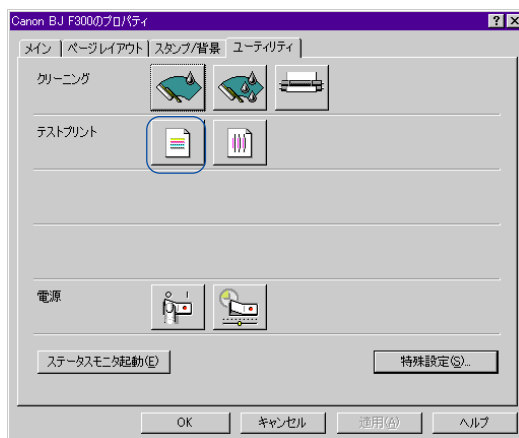 Canon BJ F300のプロパティ
メイン ページレイアウト スタンプ/背景 ユーティリティ
クリーニング
テストプリント
電源
ステータスモニタ起動(E) 特殊設定(S)...
OK キャンセル 適用(A) ヘルプ